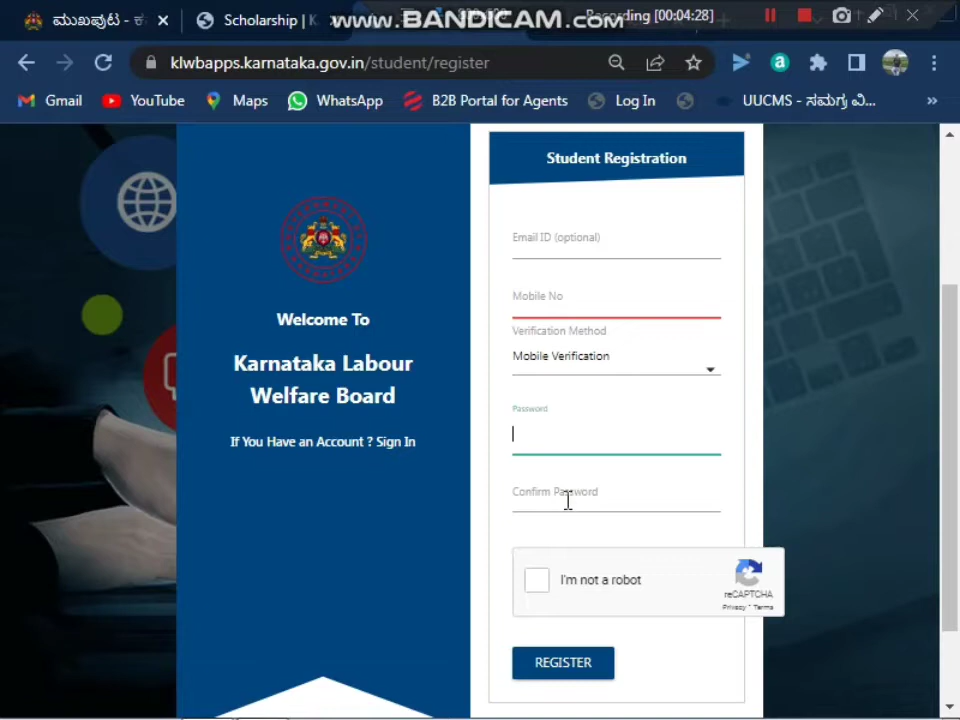 ಮುಖಪುಟ -
Scholarship |
www.BANDICAM.com
Recording [00:04:28]
klwbapps.karnataka.gov.in/student/register
Gmail
YouTube
Maps
WhatsApp
B2B Portal for Agents
Log In
UUCMS - ಸಮಗ್ರ ವಿ...
»
Student Registration
Email ID (optional)
Mobile No
Verification Method
Mobile Verification
Password
Confirm Password
I'm not a robot
reCAPTCHA
Privacy - Terms
REGISTER
Welcome To
Karnataka Labour
Welfare Board
If You Have an Account ? Sign In